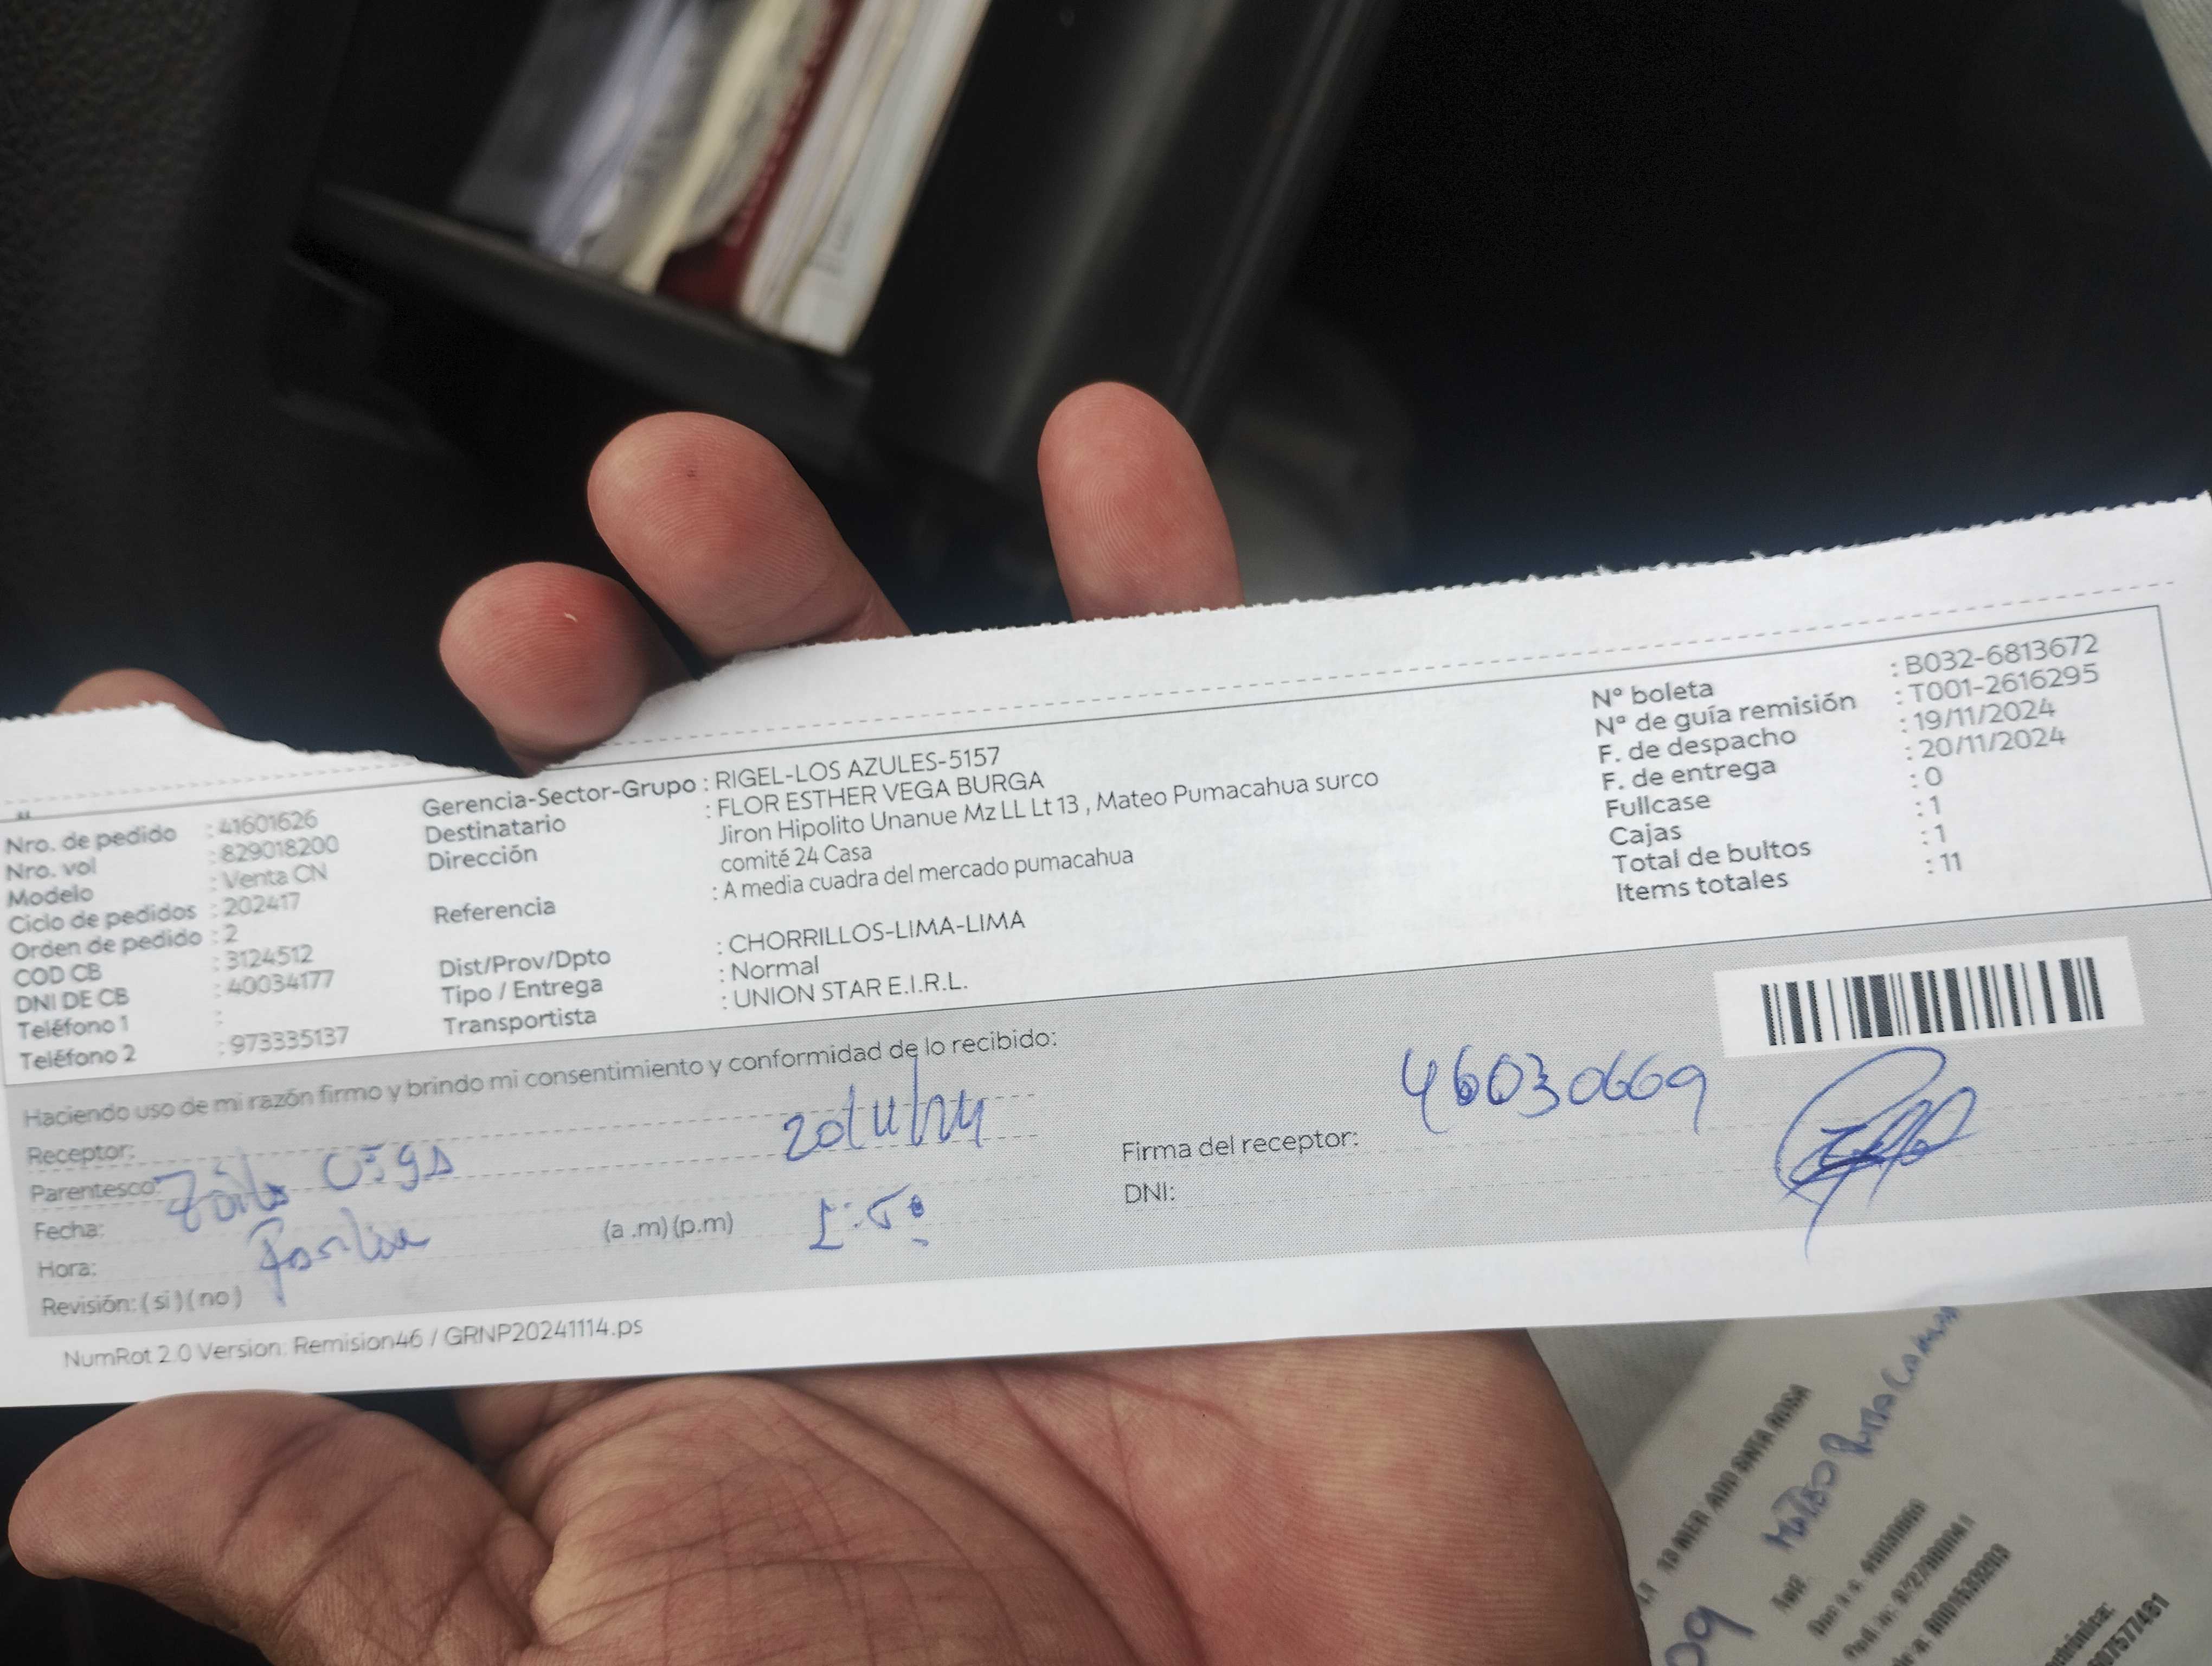 Nro. de pedido : 41601626
Nro. vol : 829018200
Modelo : Venta CN
Ciclo de pedidos : 202417
Orden de pedido : 2
COD CB : 3124512
DNI DE CB : 40034177
Teléfono 1 :
Teléfono 2 : 973335137
Gerencia-Sector-Grupo : RIGEL-LOS AZULES-5157
Destinatario : FLOR ESTHER VEGA BURGA
Dirección Jiron Hipolito Unanue Mz LL Lt 13 , Mateo Pumacahua surco
comité 24 Casa
Referencia : A media cuadra del mercado pumacahua
Dist/Prov/Dpto : CHORRILLOS-LIMA-LIMA
Tipo / Entrega : Normal
Transportista : UNION STAR E.I.R.L.
N° boleta : B032-6813672
N° de guía remisión : T001-2616295
F. de despacho : 19/11/2024
F. de entrega : 20/11/2024
Fullcase : 0
Cajas : 1
Total de bultos : 1
Items totales : 11
Haciendo uso de mi razón firmo y brindo mi consentimiento y conformidad de lo recibido:
Receptor:
Parentesco:
Fecha:
Hora: (a .m) (p.m)
Revisión: ( si ) ( no )
Firma del receptor: 46030669
DNI:
NumRot 2.0 Version: Remision46 / GRNP20241114.ps
SANTA ROSA
MATEO
09